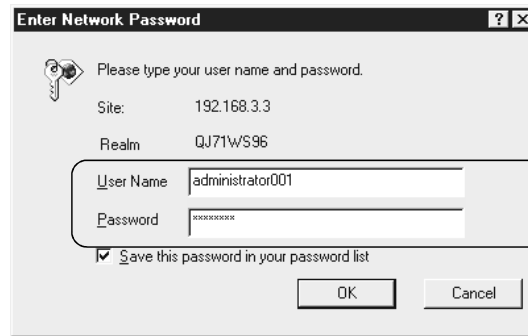 Enter Network Password
Please type your user name and password.
Site: 192.168.3.3
Realm QJ71WS96
User Name administrator001
Password xxxxxxxx
Save this password in your password list
OK Cancel